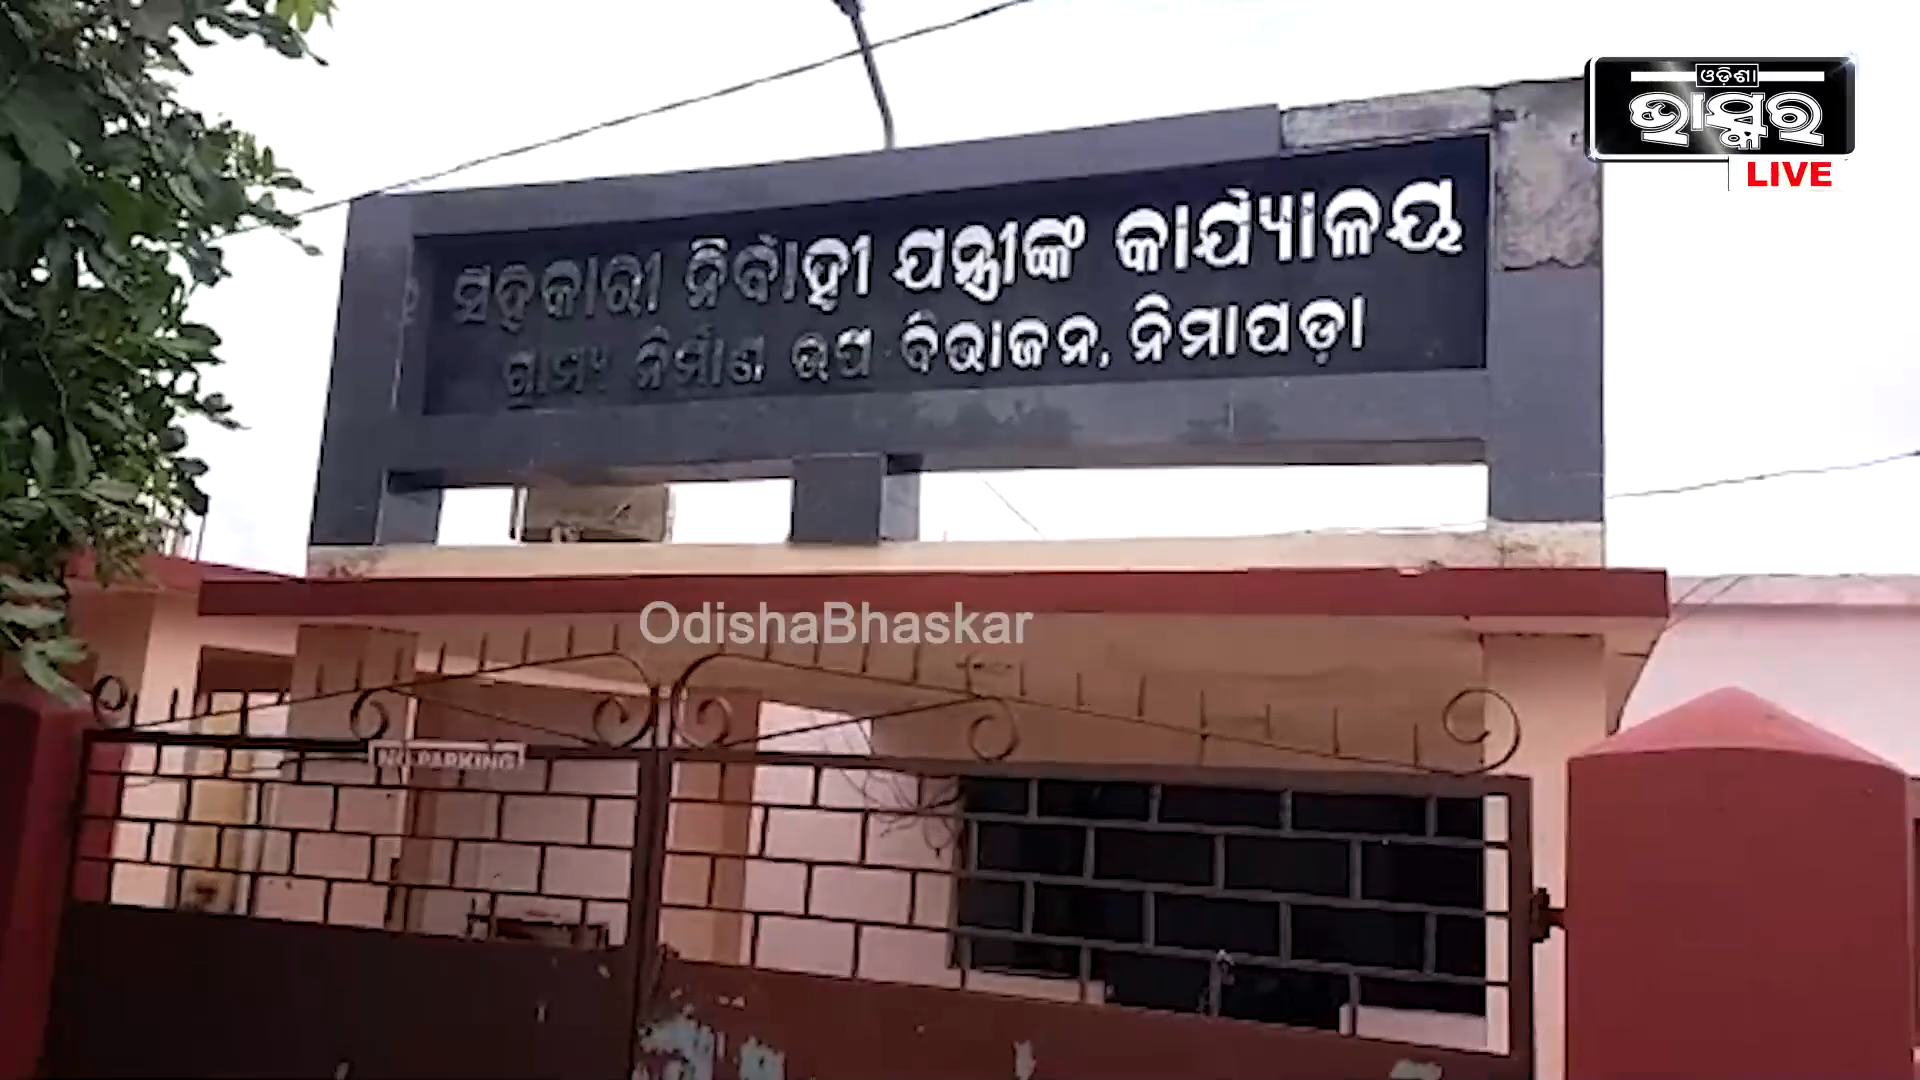 ଓଡ଼ିଶା
ଭାସ୍କର
LIVE
ସହକାରୀ ନିର୍ବାହୀ ଯନ୍ତ୍ରୀଙ୍କ କାର୍ଯ୍ୟାଳୟ
ଗ୍ରାମ୍ୟ ନିର୍ମାଣ ଉପ ବିଭାଜନ, ନିମାପଡ଼ା
OdishaBhaskar
NO PARKING